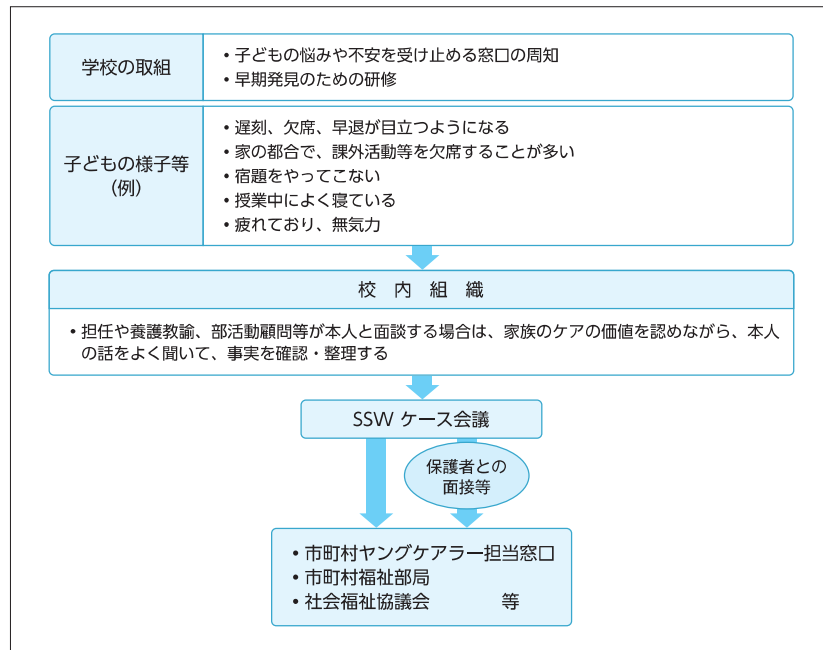 学校の取組
・子どもの悩みや不安を受け止める窓口の周知
・早期発見のための研修
子どもの様子等
(例)
・遅刻、欠席、早退が目立つようになる
・家の都合で、課外活動等を欠席することが多い
・宿題をやってこない
・授業中によく寝ている
・疲れており、無気力
校内組織
・担任や養護教諭、部活動顧問等が本人と面談する場合は、家族のケアの価値を認めながら、本人
の話をよく聞いて、事実を確認・整理する
SSW ケース会議
保護者との
面接等
・市町村ヤングケアラー担当窓口
・市町村福祉部局
・社会福祉協議会　　　等